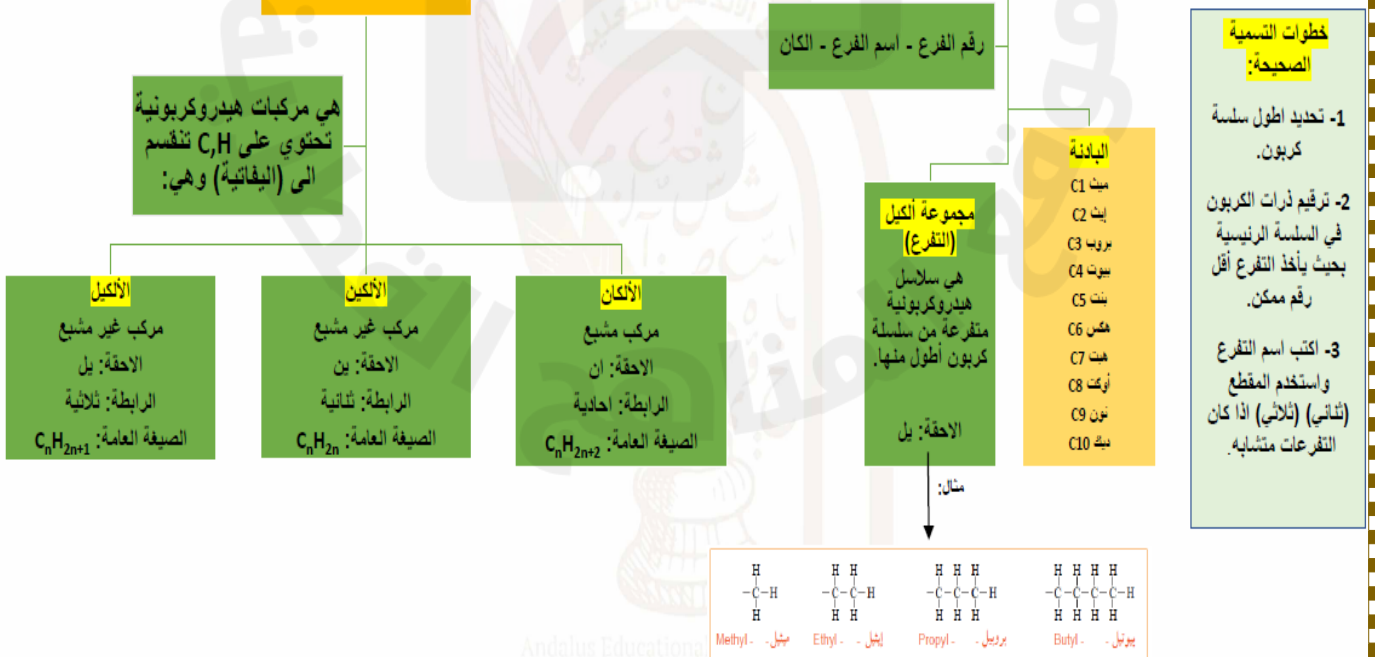 رقم الفرع - اسم الفرع - الكان
خطوات التسمية
الصحيحة:
1- تحديد اطول سلسة
كربون.
2- ترقيم ذرات الكربون
في السلسة الرئيسية
بحيث يأخذ التفرع أقل
رقم ممكن.
3- اكتب اسم التفرع
واستخدم المقطع
(ثنائي) (ثلاثي) اذا كان
التفرعات متشابه.
هي مركبات هيدروكربونية
تحتوي على C,H تنقسم
الى (اليفاتية) وهي:
البادئة
ميث C1
إيث C2
بروب C3
بيوت C4
بنت C5
هكس C6
هبت C7
أوكت C8
نون C9
ديك C10
مجموعة ألكيل
(التفرع)
هي سلاسل
هيدروكربونية
متفرعة من سلسلة
كربون أطول منها.
الاحقة: يل
مثال:
الألكان
مركب مشبع
الاحقة: ان
الرابطة: احادية
الصيغة العامة: CnH2n+2
الألكين
مركب غير مشبع
الاحقة: ين
الرابطة: ثنائية
الصيغة العامة: CnH2n
الألكيل
مركب غير مشبع
الاحقة: يل
الرابطة: ثلاثية
الصيغة العامة: CnH2n+1
H H H H H H H H H H
-C-H -C-C-H -C-C-C-H -C-C-C-C-H
H H H H H H H H H H
Methyl - ميثيل - Ethyl - إيثيل - Propyl - بروبيل - Butyl - بيوتيل -
Andalus Educational